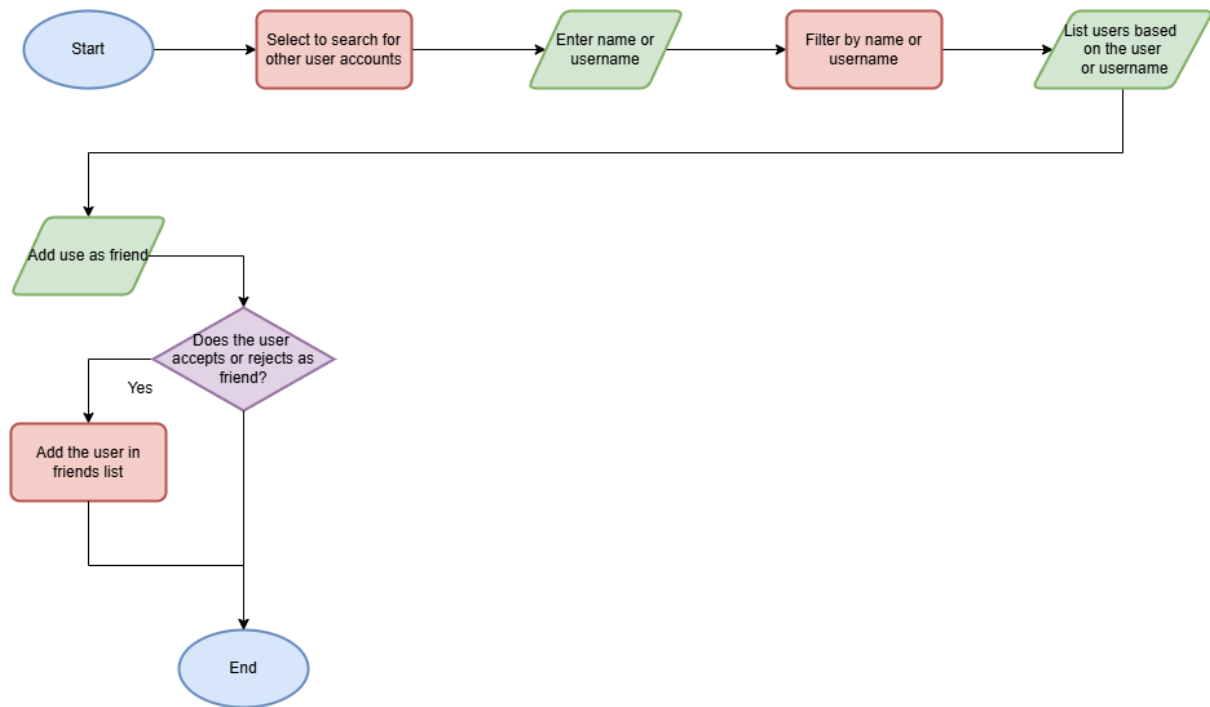 Start
Select to search for
other user accounts
Enter name or
username
Filter by name or
username
List users based
on the user
or username
Add use as friend
Does the user
accepts or rejects as
friend?
Yes
Add the user in
friends list
End